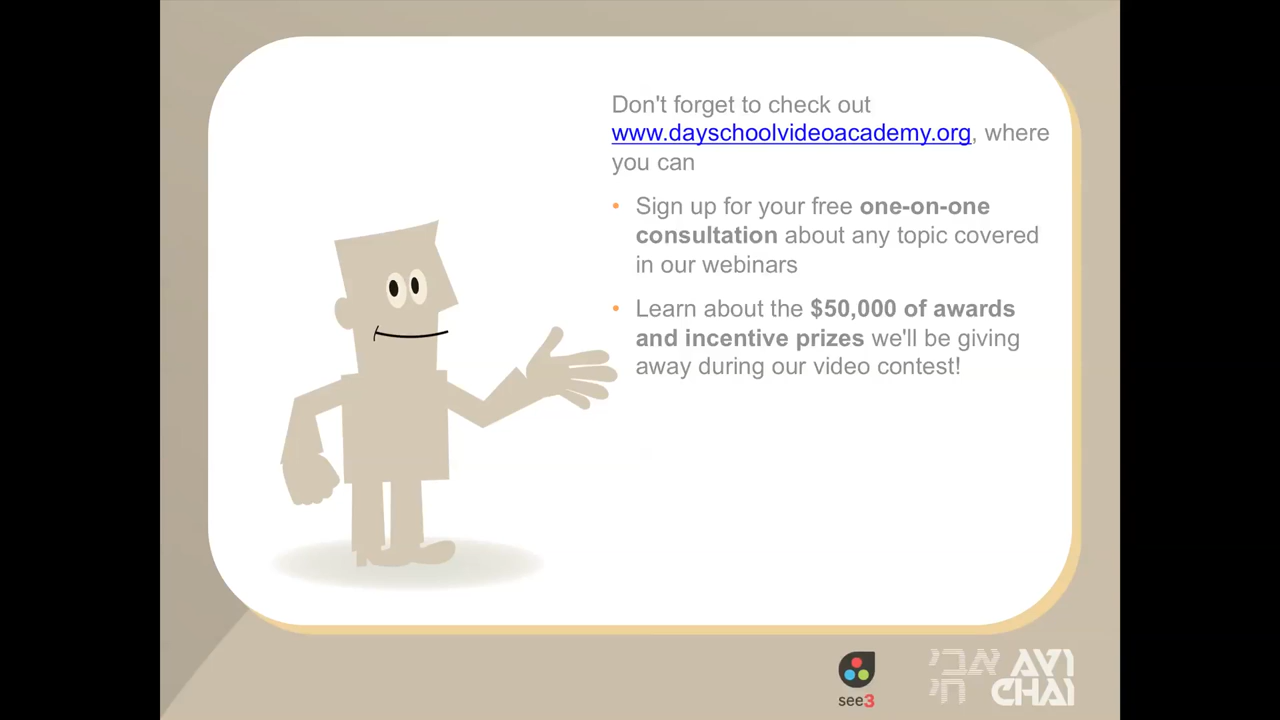 Don't forget to check out
www.dayschoolvideoacademy.org, where
you can
• Sign up for your free one-on-one
consultation about any topic covered
in our webinars
• Learn about the $50,000 of awards
and incentive prizes we'll be giving
away during our video contest!
see3
אבי AVI
חי CHAI